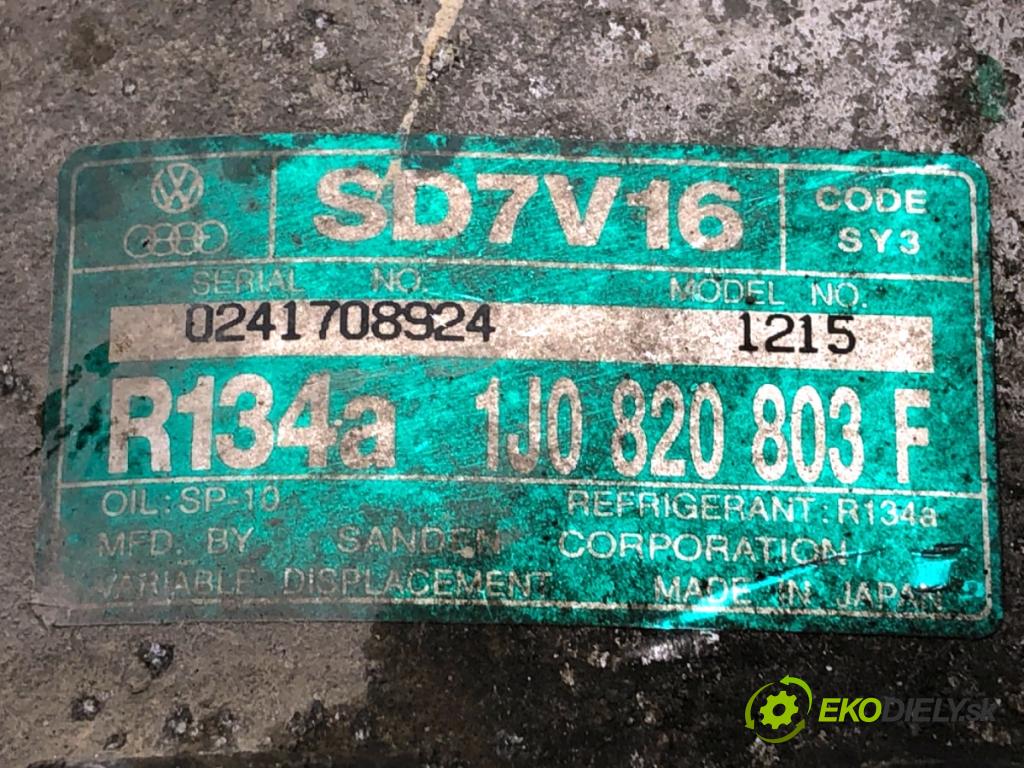 SD7V16
CODE
SY3
SERIAL NO.
MODEL NO.
0241708924
1215
R134a 1J0 820 803 F
OIL: SP-10 REFRIGERANT: R134a
MFD. BY SANDEN CORPORATION
VARIABLE DISPLACEMENT MADE IN JAPAN
EKODIELY.sk